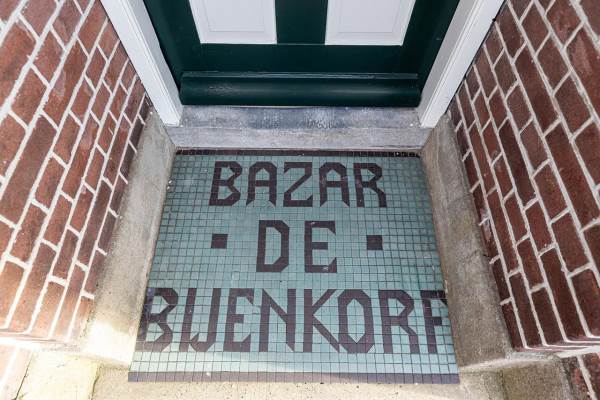 BAZAR
· DE ·
BIJENKORF